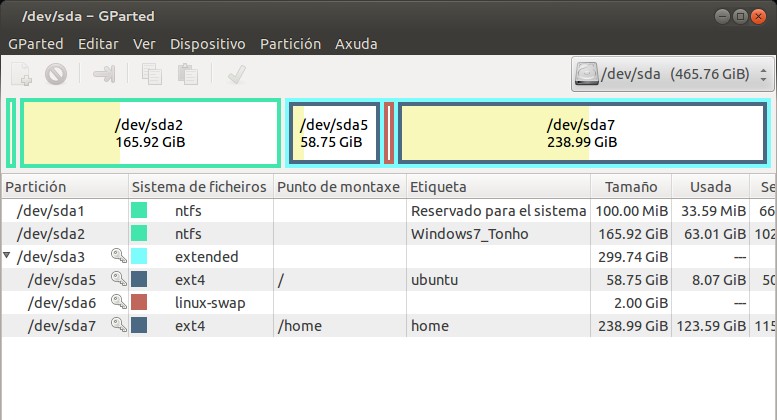 /dev/sda - GParted
GParted Editar Ver Dispositivo Partición Axuda
/dev/sda (465.76 GiB)
/dev/sda2
165.92 GiB
/dev/sda5
58.75 GiB
/dev/sda7
238.99 GiB
Partición Sistema de ficheiros Punto de montaxe Etiqueta Tamaño Usada Se
/dev/sda1 ntfs Reservado para el sistema 100.00 MiB 33.59 MiB 66
/dev/sda2 ntfs Windows7_Tonho 165.92 GiB 63.01 GiB 102
/dev/sda3 extended 299.74 GiB ---
/dev/sda5 ext4 / ubuntu 58.75 GiB 8.07 GiB 50
/dev/sda6 linux-swap 2.00 GiB ---
/dev/sda7 ext4 /home home 238.99 GiB 123.59 GiB 115